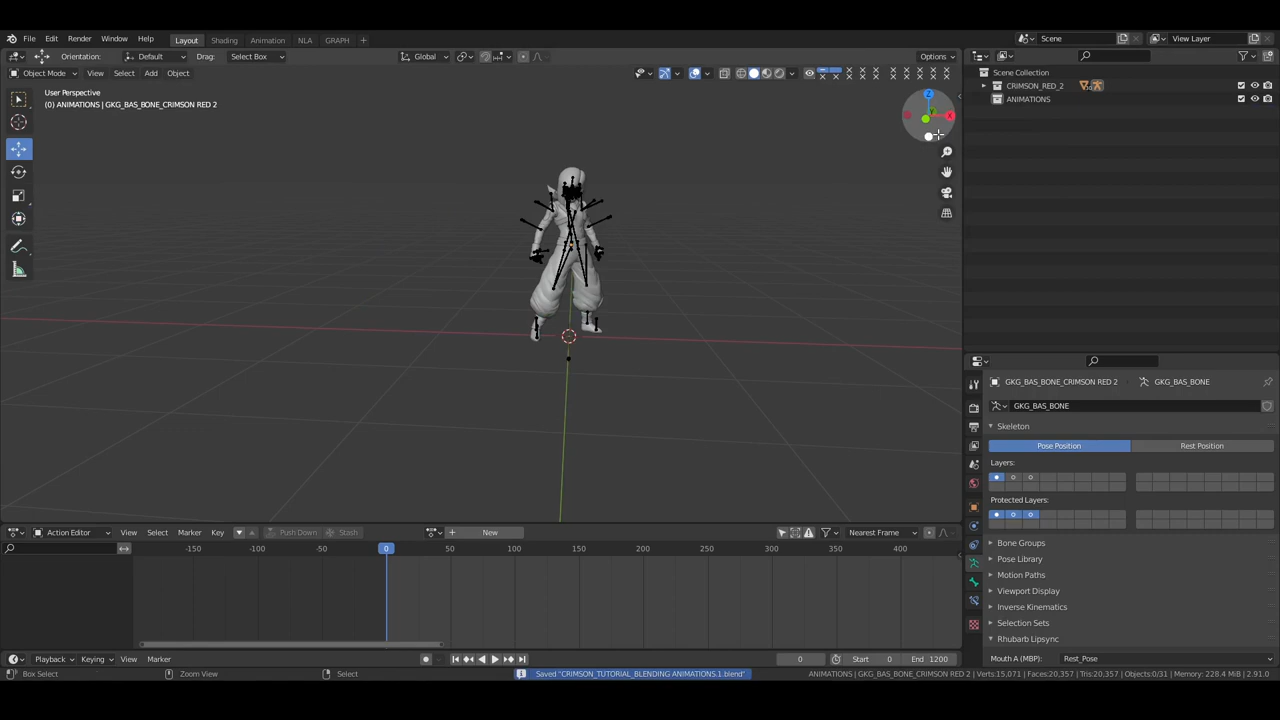 File Edit Render Window Help Layout Shading Animation NLA GRAPH + Scene View Layer
Orientation: Default Drag: Select Box Global Options
Object Mode View Select Add Object
User Perspective
(0) ANIMATIONS | GKG_BAS_BONE_CRIMSON RED 2
Z
X
Scene Collection
CRIMSON_RED_2
ANIMATIONS
GKG_BAS_BONE_CRIMSON RED 2 GKG_BAS_BONE
GKG_BAS_BONE
Skeleton
Pose Position Rest Position
Layers:
Protected Layers:
Bone Groups
Pose Library
Motion Paths
Viewport Display
Inverse Kinematics
Selection Sets
Rhubarb Lipsync
Mouth A (MBP): Rest_Pose
Action Editor View Select Marker Key Push Down Stash + New Nearest Frame
-150 -100 -50 0 50 100 150 200 250 300 350 400
Playback Keying View Marker 0 Start 0 End 1200
Box Select Zoom View Select Saved "CRIMSON_TUTORIAL_BLENDING ANIMATIONS.1.blend" ANIMATIONS | GKG_BAS_BONE_CRIMSON RED 2 | Verts:15,071 | Faces:20,357 | Tris:20,357 | Objects:0/31 | Memory: 228.4 MiB | 2.91.0